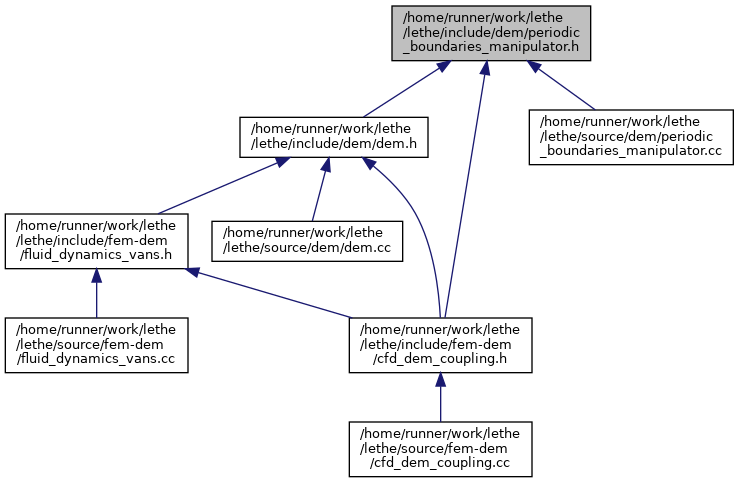 /home/runner/work/lethe
/lethe/include/dem/periodic
_boundaries_manipulator.h
/home/runner/work/lethe
/lethe/include/dem/dem.h
/home/runner/work/lethe
/lethe/source/dem/periodic
_boundaries_manipulator.cc
/home/runner/work/lethe
/lethe/include/fem-dem
/fluid_dynamics_vans.h
/home/runner/work/lethe
/lethe/source/dem/dem.cc
/home/runner/work/lethe
/lethe/source/fem-dem
/fluid_dynamics_vans.cc
/home/runner/work/lethe
/lethe/include/fem-dem
/cfd_dem_coupling.h
/home/runner/work/lethe
/lethe/source/fem-dem
/cfd_dem_coupling.cc